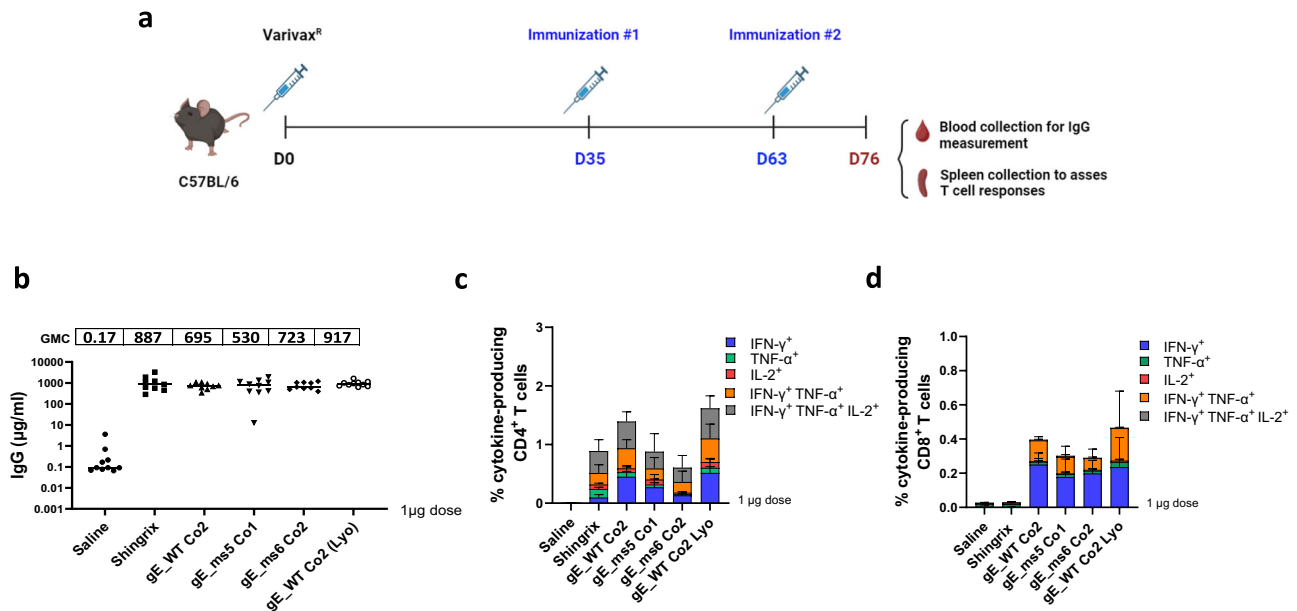 a
Varivaxᴿ
Immunization #1
Immunization #2
D0
D35
D63
D76
C57BL/6
Blood collection for IgG
measurement
Spleen collection to asses
T cell responses
b
GMC 0.17 887 695 530 723 917
IgG (µg/ml)
10000
1000
100
10
1
0.1
0.01
0.001
1µg dose
Saline
Shingrix
gE_WT Co2
gE_ms5 Co1
gE_ms6 Co2
gE_WT Co2 (Lyo)
c
% cytokine-producing
CD4⁺ T cells
3
2
1
0
IFN-γ⁺
TNF-α⁺
IL-2⁺
IFN-γ⁺ TNF-α⁺
IFN-γ⁺ TNF-α⁺ IL-2⁺
1 µg dose
Saline
Shingrix
gE_WT Co2
gE_ms5 Co1
gE_ms6 Co2
gE_WT Co2 Lyo
d
% cytokine-producing
CD8⁺ T cells
1.0
0.8
0.6
0.4
0.2
0.0
IFN-γ⁺
TNF-α⁺
IL-2⁺
IFN-γ⁺ TNF-α⁺
IFN-γ⁺ TNF-α⁺ IL-2⁺
1 µg dose
Saline
Shingrix
gE_WT Co2
gE_ms5 Co1
gE_ms6 Co2
gE_WT Co2 Lyo